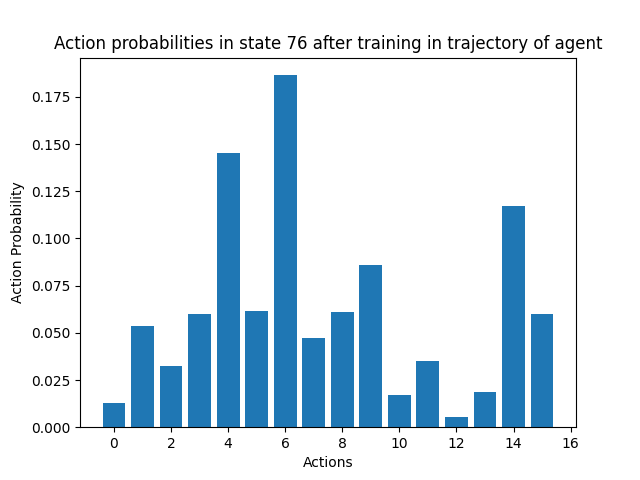 Action probabilities in state 76 after training in trajectory of agent
0.175
0.150
0.125
0.100
0.075
0.050
0.025
0.000
Action Probability
0 2 4 6 8 10 12 14 16
Actions